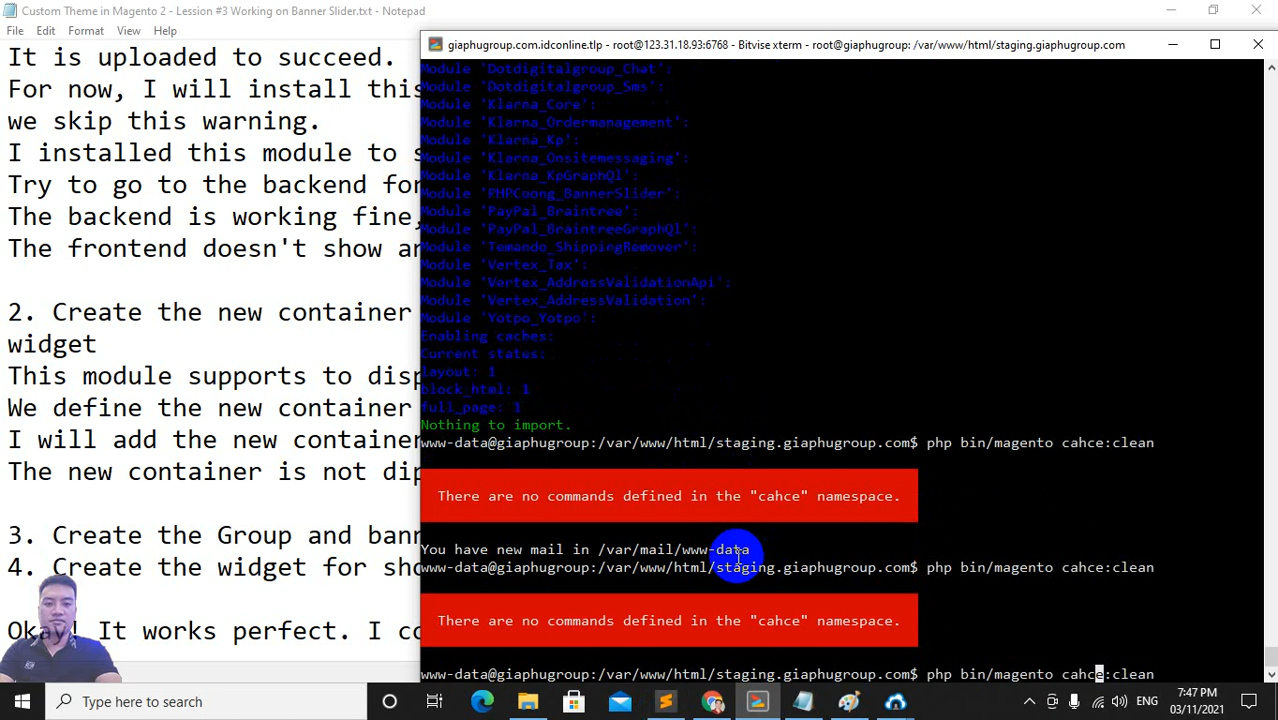 Custom Theme in Magento 2 - Lession #3 Working on Banner Slider.txt - Notepad
File Edit Format View Help
It is uploaded to succeed.
For now, I will install this
we skip this warning.
I installed this module to s
Try to go to the backend for
The backend is working fine,
The frontend doesn't show an
2. Create the new container
widget
This module supports to disp
We define the new container
I will add the new container
The new container is not dip
3. Create the Group and bann
4. Create the widget for sho
Okay! It works perfect. I co
giaphugroup.com.idconline.tlp - root@123.31.18.93:6768 - Bitvise xterm - root@giaphugroup: /var/www/html/staging.giaphugroup.com
Module 'Dotdigitalgroup_Chat':
Module 'Dotdigitalgroup_Sms':
Module 'Klarna_Core':
Module 'Klarna_Ordermanagement':
Module 'Klarna_Kp':
Module 'Klarna_Onsitemessaging':
Module 'Klarna_KpGraphQl':
Module 'PHPCoong_BannerSlider':
Module 'PayPal_Braintree':
Module 'PayPal_BraintreeGraphQl':
Module 'Temando_ShippingRemover':
Module 'Vertex_Tax':
Module 'Vertex_AddressValidationApi':
Module 'Vertex_AddressValidation':
Module 'Yotpo_Yotpo':
Enabling caches:
Current status:
layout: 1
block_html: 1
full_page: 1
Nothing to import.
www-data@giaphugroup:/var/www/html/staging.giaphugroup.com$ php bin/magento cahce:clean
There are no commands defined in the "cahce" namespace.
You have new mail in /var/mail/www-data
www-data@giaphugroup:/var/www/html/staging.giaphugroup.com$ php bin/magento cahce:clean
There are no commands defined in the "cahce" namespace.
www-data@giaphugroup:/var/www/html/staging.giaphugroup.com$ php bin/magento cahce:clean
Type here to search
ENG
7:47 PM
03/11/2021